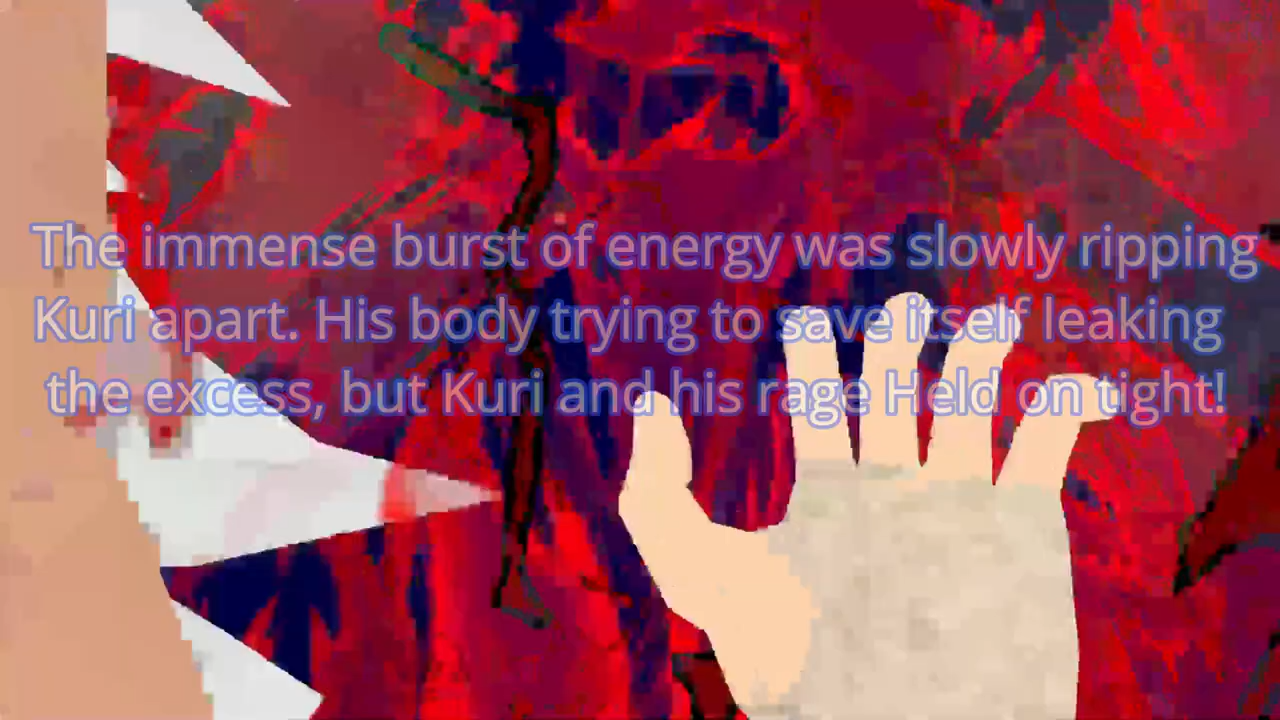 The immense burst of energy was slowly ripping
Kuri apart. His body trying to save itself leaking
the excess, but Kuri and his rage Held on tight!